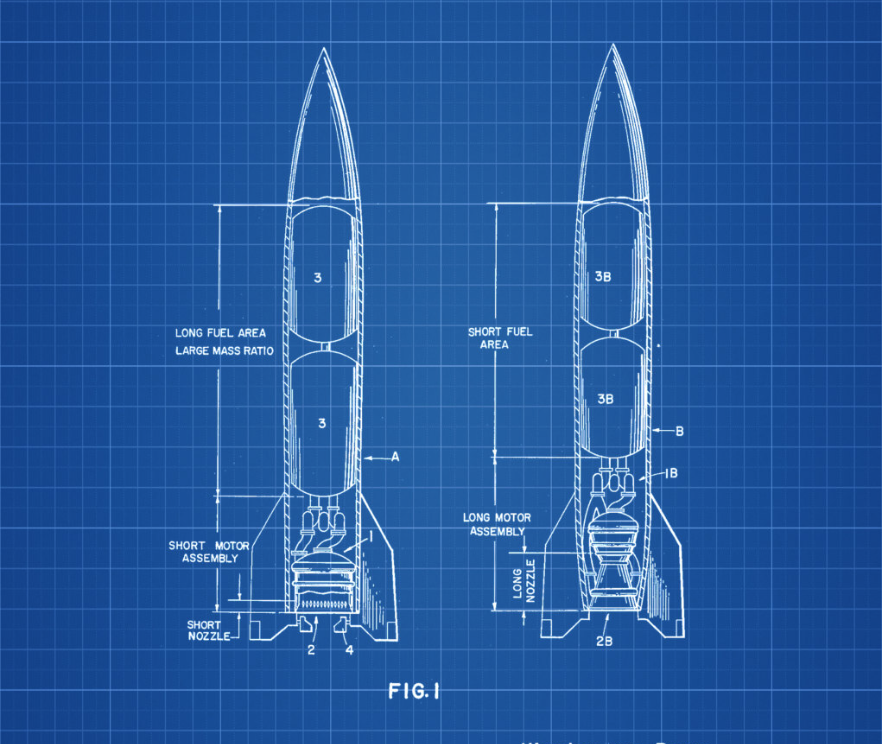 3
LONG FUEL AREA
LARGE MASS RATIO
3
A
SHORT MOTOR
ASSEMBLY
1
SHORT
NOZZLE
2
4
3B
SHORT FUEL
AREA
3B
B
1B
LONG MOTOR
ASSEMBLY
LONG
NOZZLE
2B
FIG.1